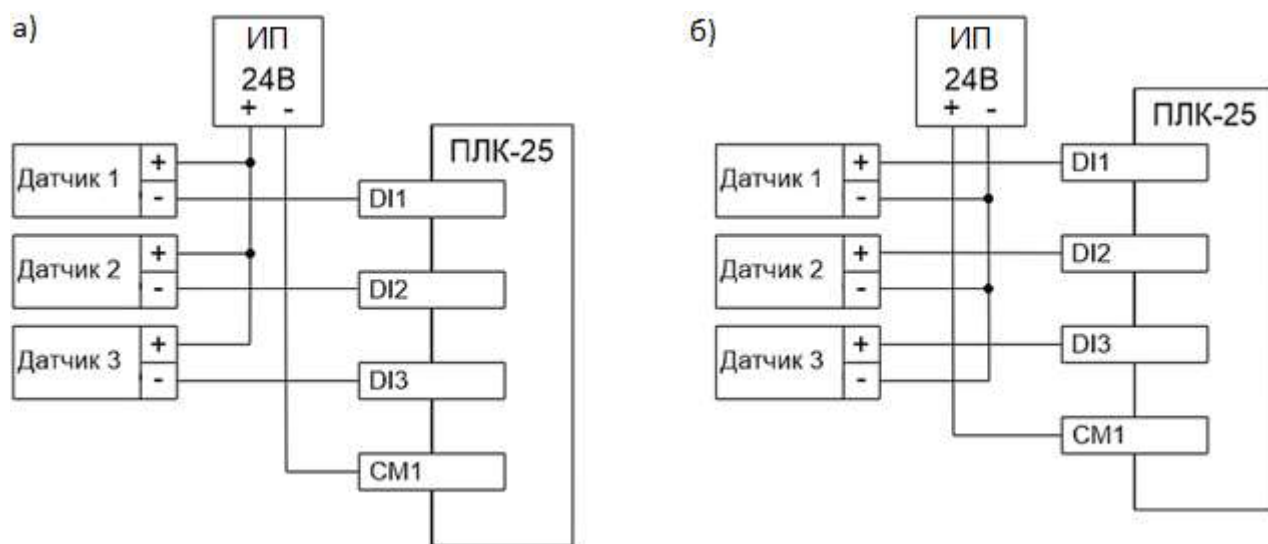 а)
ИП
24В
+ -
ПЛК-25
Датчик 1
+
-
DI1
Датчик 2
+
-
DI2
Датчик 3
+
-
DI3
CM1
б)
ИП
24В
+ -
ПЛК-25
Датчик 1
+
-
DI1
Датчик 2
+
-
DI2
Датчик 3
+
-
DI3
CM1